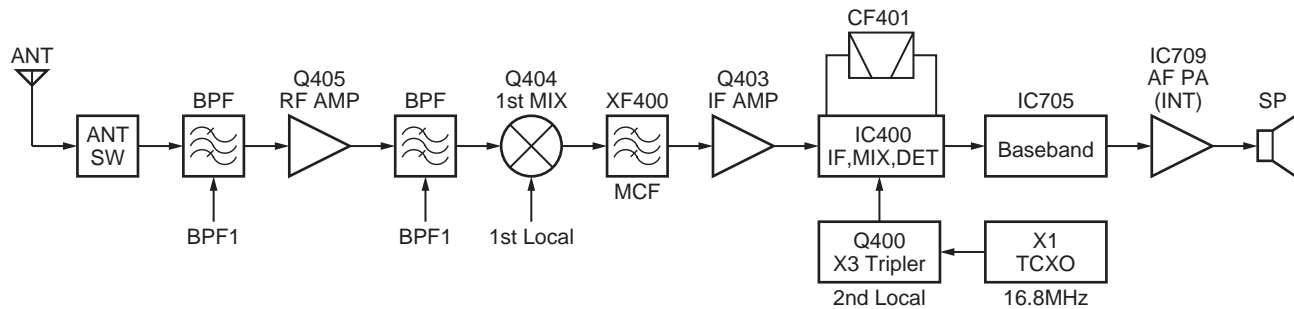 ANT
ANT
SW
BPF
BPF1
Q405
RF AMP
BPF
BPF1
Q404
1st MIX
1st Local
XF400
MCF
Q403
IF AMP
CF401
IC400
IF,MIX,DET
Q400
X3 Tripler
2nd Local
X1
TCXO
16.8MHz
IC705
Baseband
IC709
AF PA
(INT)
SP